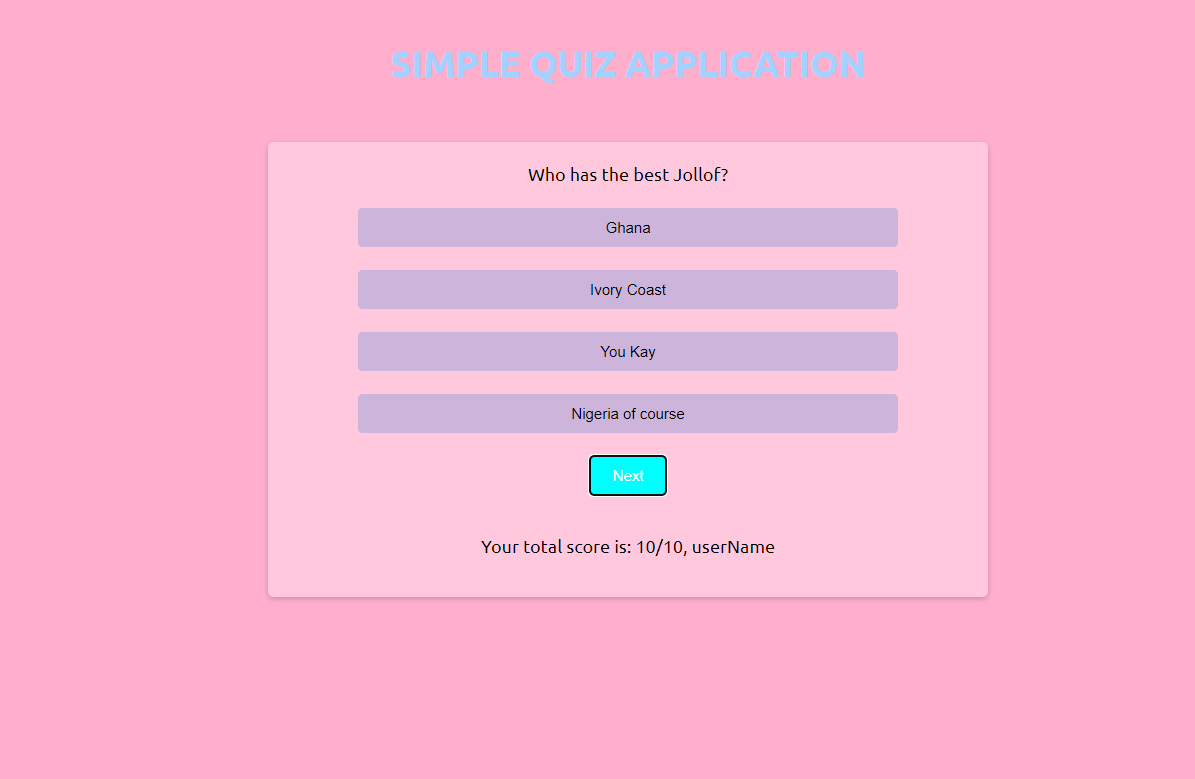 SIMPLE QUIZ APPLICATION
Who has the best Jollof?
Ghana
Ivory Coast
You Kay
Nigeria of course
Next
Your total score is: 10/10, userName